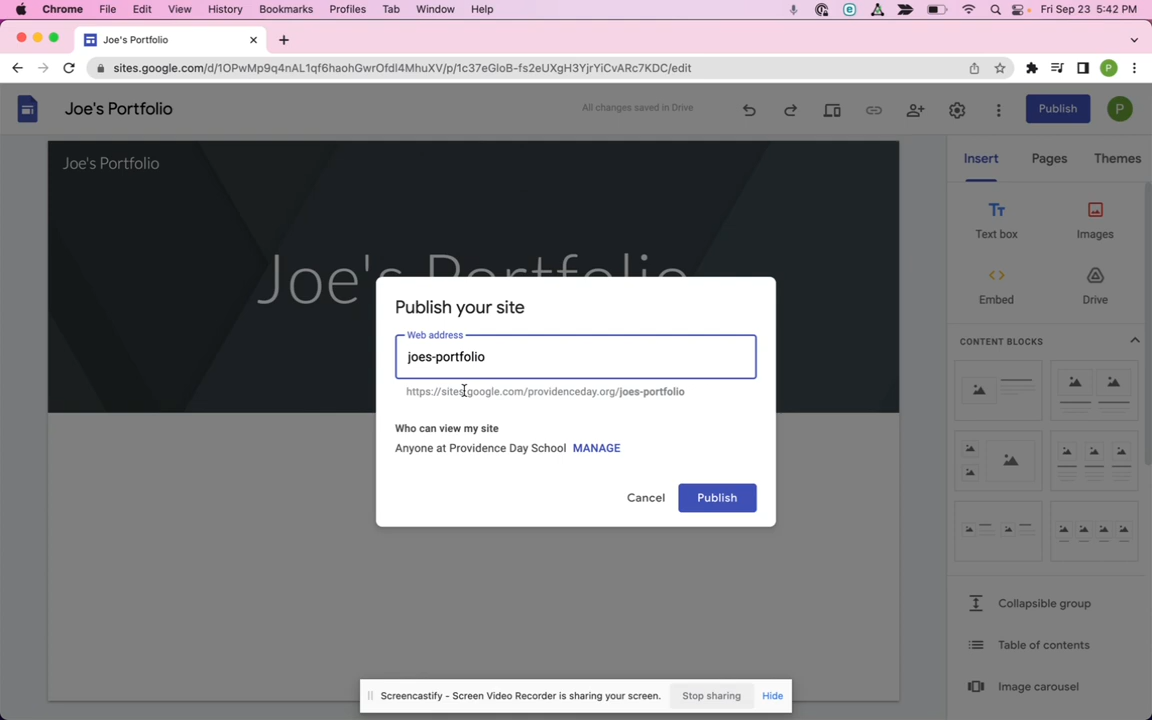 Chrome File Edit View History Bookmarks Profiles Tab Window Help Fri Sep 23 5:42 PM
Joe's Portfolio
sites.google.com/d/1OPwMp9q4nAL1qf6haohGwrOfdl4MhuXV/p/1c37eGloB-fs2eUXgH3YjrYiCvARc7KDC/edit P
Joe's Portfolio All changes saved in Drive Publish P
Joe's Portfolio
Insert Pages Themes
Joe's Portfolio
Tт
Text box Images
Embed Drive
Publish your site
Web address
joes-portfolio
https://sites.google.com/providenceday.org/joes-portfolio
Who can view my site
Anyone at Providence Day School MANAGE
Cancel Publish
CONTENT BLOCKS
Collapsible group
Table of contents
Image carousel
Screencastify - Screen Video Recorder is sharing your screen. Stop sharing Hide